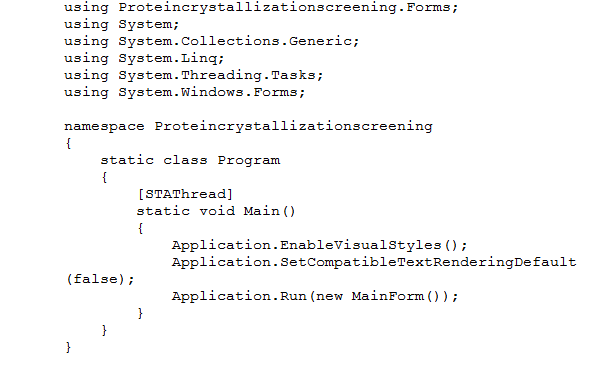 using Proteincrystallizationscreening.Forms;
using System;
using System.Collections.Generic;
using System.Linq;
using System.Threading.Tasks;
using System.Windows.Forms;

namespace Proteincrystallizationscreening
{
    static class Program
    {
        [STAThread]
        static void Main()
        {
            Application.EnableVisualStyles();
            Application.SetCompatibleTextRenderingDefault
(false);
            Application.Run(new MainForm());
        }
    }
}